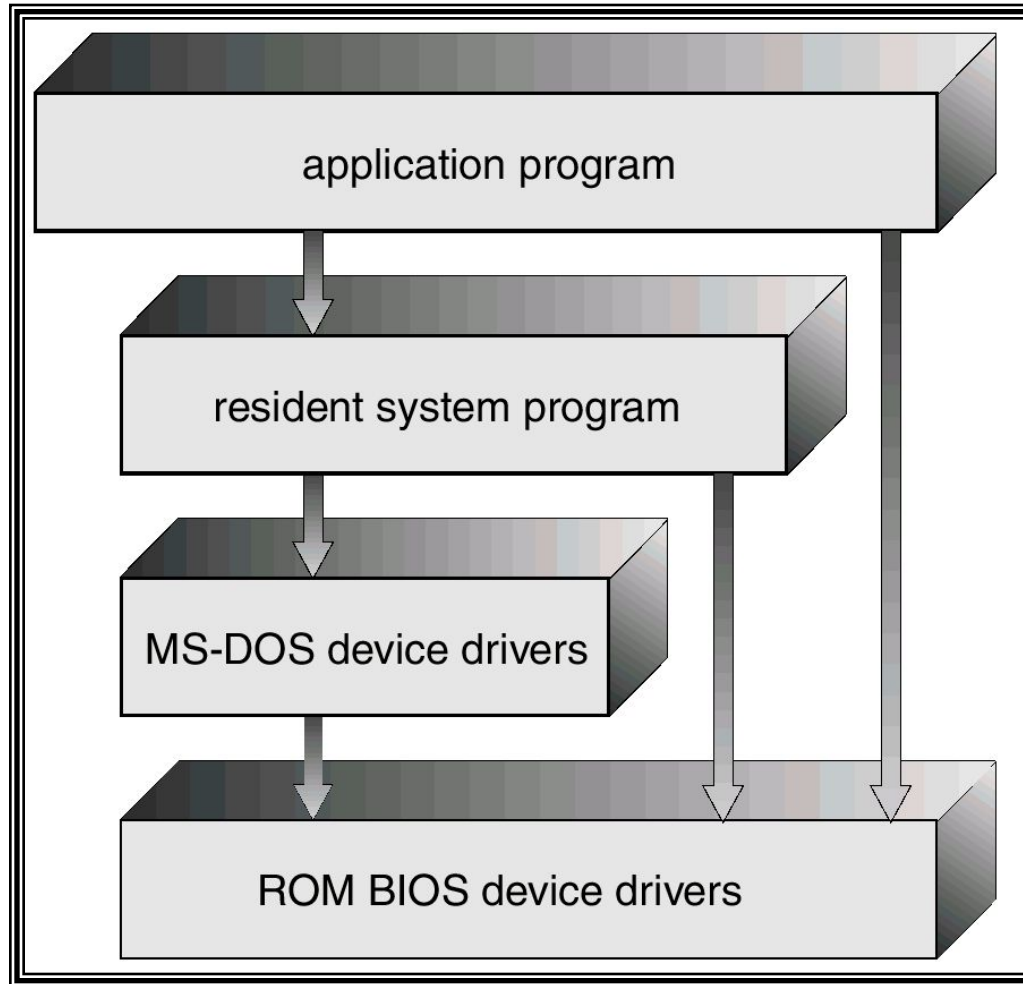 application program
resident system program
MS-DOS device drivers
ROM BIOS device drivers